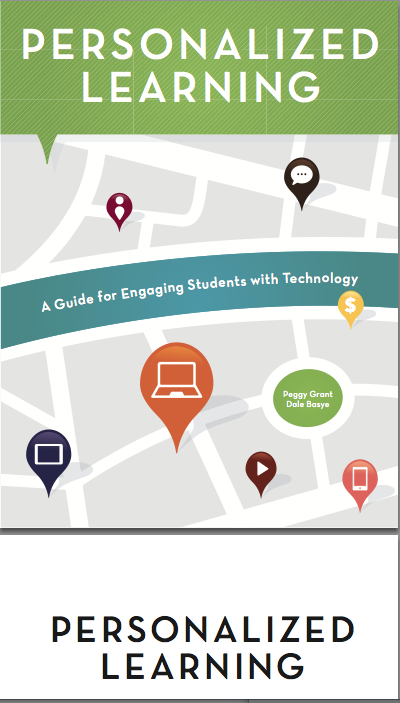 PERSONALIZED
LEARNING
A Guide for Engaging Students with Technology
$
Peggy Grant
Dale Basye
PERSONALIZED
LEARNING